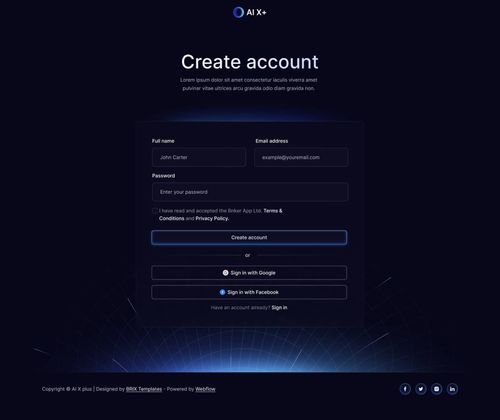 AI X+
Create account
Lorem ipsum dolor sit amet consectetur iaculis viverra amet
pulvinar vitae ultrices arcu gravida odio diam gravida non.
Full name
Email address
John Carter
example@youremail.com
Password
Enter your password
I have read and accepted the Briker App Ltd. Terms &
Conditions and Privacy Policy.
Create account
or
G Sign in with Google
Sign in with Facebook
Have an account already? Sign in
Copyright © AI X plus | Designed by BRIX Templates - Powered by Webflow